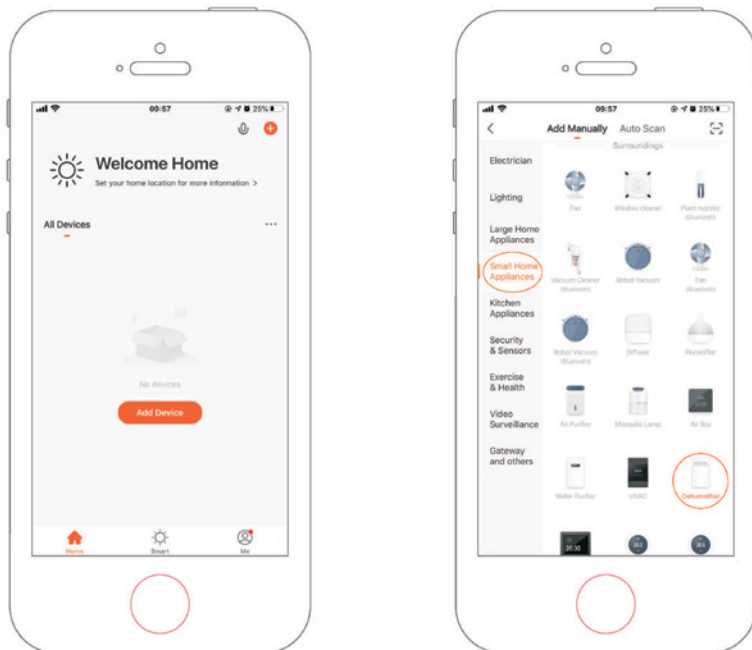 09:57
25%
Welcome Home
Set your home location for more information >
All Devices
...
No devices
Add Device
Home
Smart
Me
09:57
25%
<
Add Manually Auto Scan
Surroundings
Electrician
Lighting
Large Home
Appliances
Small Home
Appliances
Kitchen
Appliances
Security
& Sensors
Exercise
& Health
Video
Surveillance
Gateway
and others
Fan
Window cleaner
Plant monitor
(Bluetooth)
Vacuum Cleaner
(Bluetooth)
Robot Vacuum
Fan
(Bluetooth)
Robot Vacuum
(Bluetooth)
Diffuser
Humidifier
Air Purifier
Mosquito Lamp
Air Box
Water Purifier
HVAC
Dehumidifier